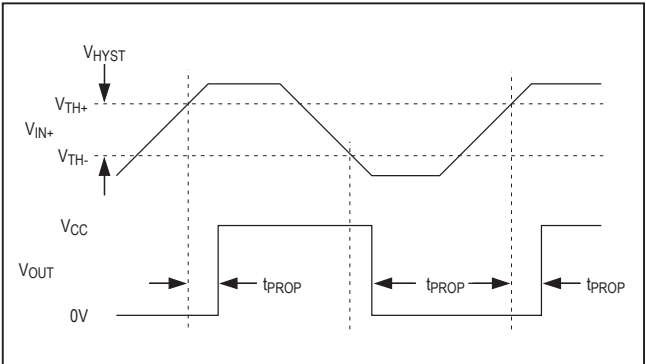 VHYST
VTH+
VIN+
VTH-
VCC
VOUT
tPROP tPROP tPROP
0V